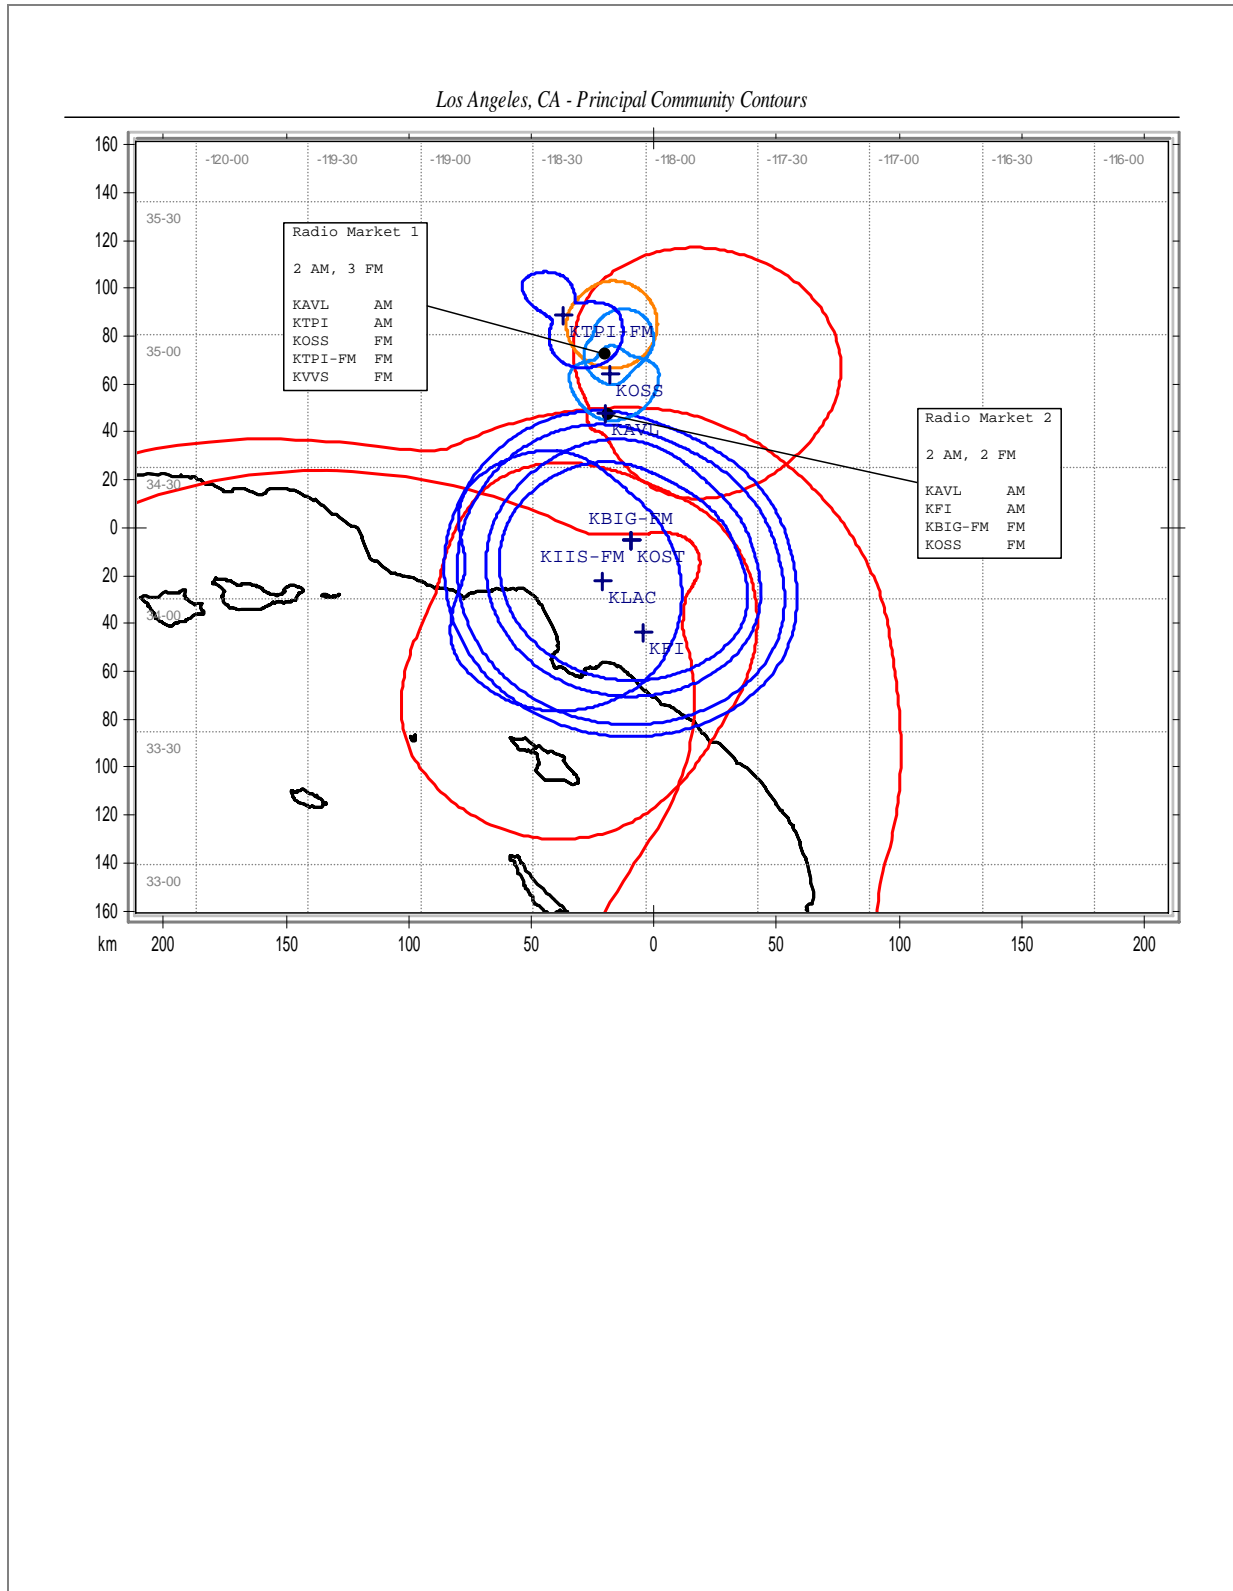 Los Angeles, CA - Principal Community Contours
160
140
120
100
80
60
40
20
0
20
40
60
80
100
120
140
160
-120-00 -119-30 -119-00 -118-30 -118-00 -117-30 -117-00 -116-30 -116-00
35-30
35-00
34-30
34-00
33-30
33-00
Radio Market 1
2 AM, 3 FM
KAVL AM
KTPI AM
KOSS FM
KTPI-FM FM
KVVS FM
KTPI-FM
KOSS
KAVL
Radio Market 2
2 AM, 2 FM
KAVL AM
KFI AM
KBIG-FM FM
KOSS FM
KBIG-FM
KIIS-FM KOST
KLAC
KFI
km 200 150 100 50 0 50 100 150 200